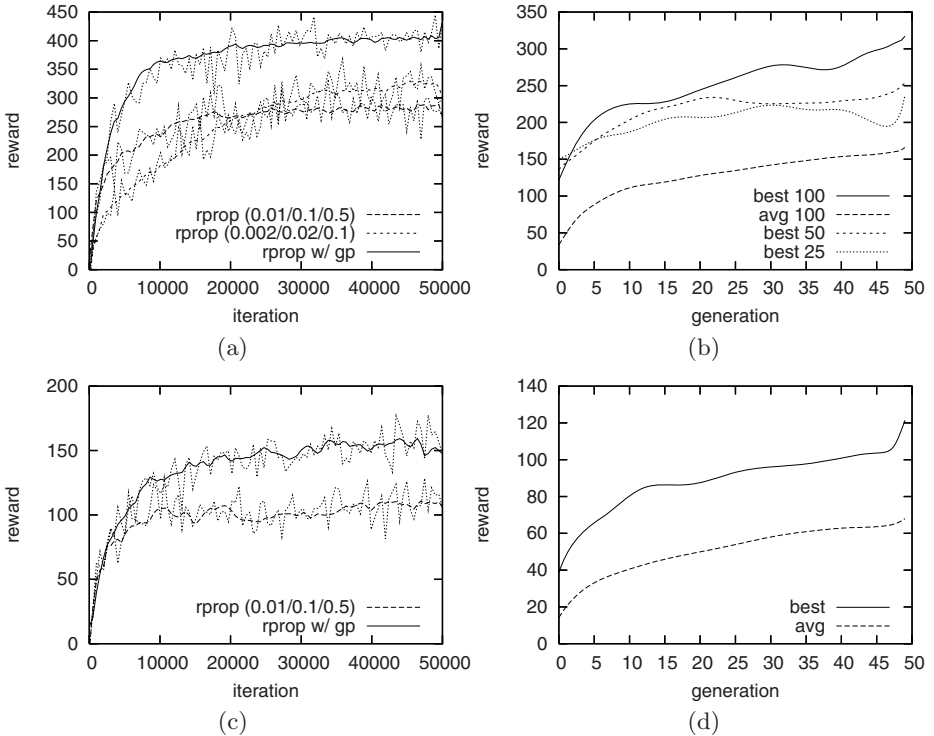 450
400
350
300
250
200
150
100
50
0
reward
rprop (0.01/0.1/0.5)
rprop (0.002/0.02/0.1)
rprop w/ gp
0 10000 20000 30000 40000 50000
iteration
(a)
350
300
250
200
150
100
50
0
reward
best 100
avg 100
best 50
best 25
0 5 10 15 20 25 30 35 40 45 50
generation
(b)
200
150
100
50
0
reward
rprop (0.01/0.1/0.5)
rprop w/ gp
0 10000 20000 30000 40000 50000
iteration
(c)
140
120
100
80
60
40
20
0
reward
best
avg
0 5 10 15 20 25 30 35 40 45 50
generation
(d)